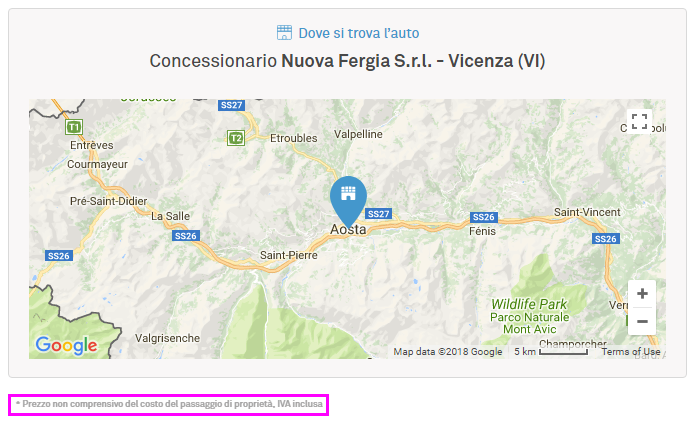 Dove si trova l'auto
Concessionario Nuova Fergia S.r.l. - Vicenza (VI)
SS27
T1
T2
Valpelline
Etroubles
Entrèves
Courmayeur
Pré-Saint-Didier
La Salle
SS26
SS27
SS26
Saint-Vincent
Aosta
Fénis
SS26
SS26
Saint-Pierre
Wildlife Park
Parco Naturale
Mont Avic
Valgrisenche
Champorcher
Google
Map data ©2018 Google
5 km
Terms of Use
* Prezzo non comprensivo del costo del passaggio di proprietà, IVA inclusa